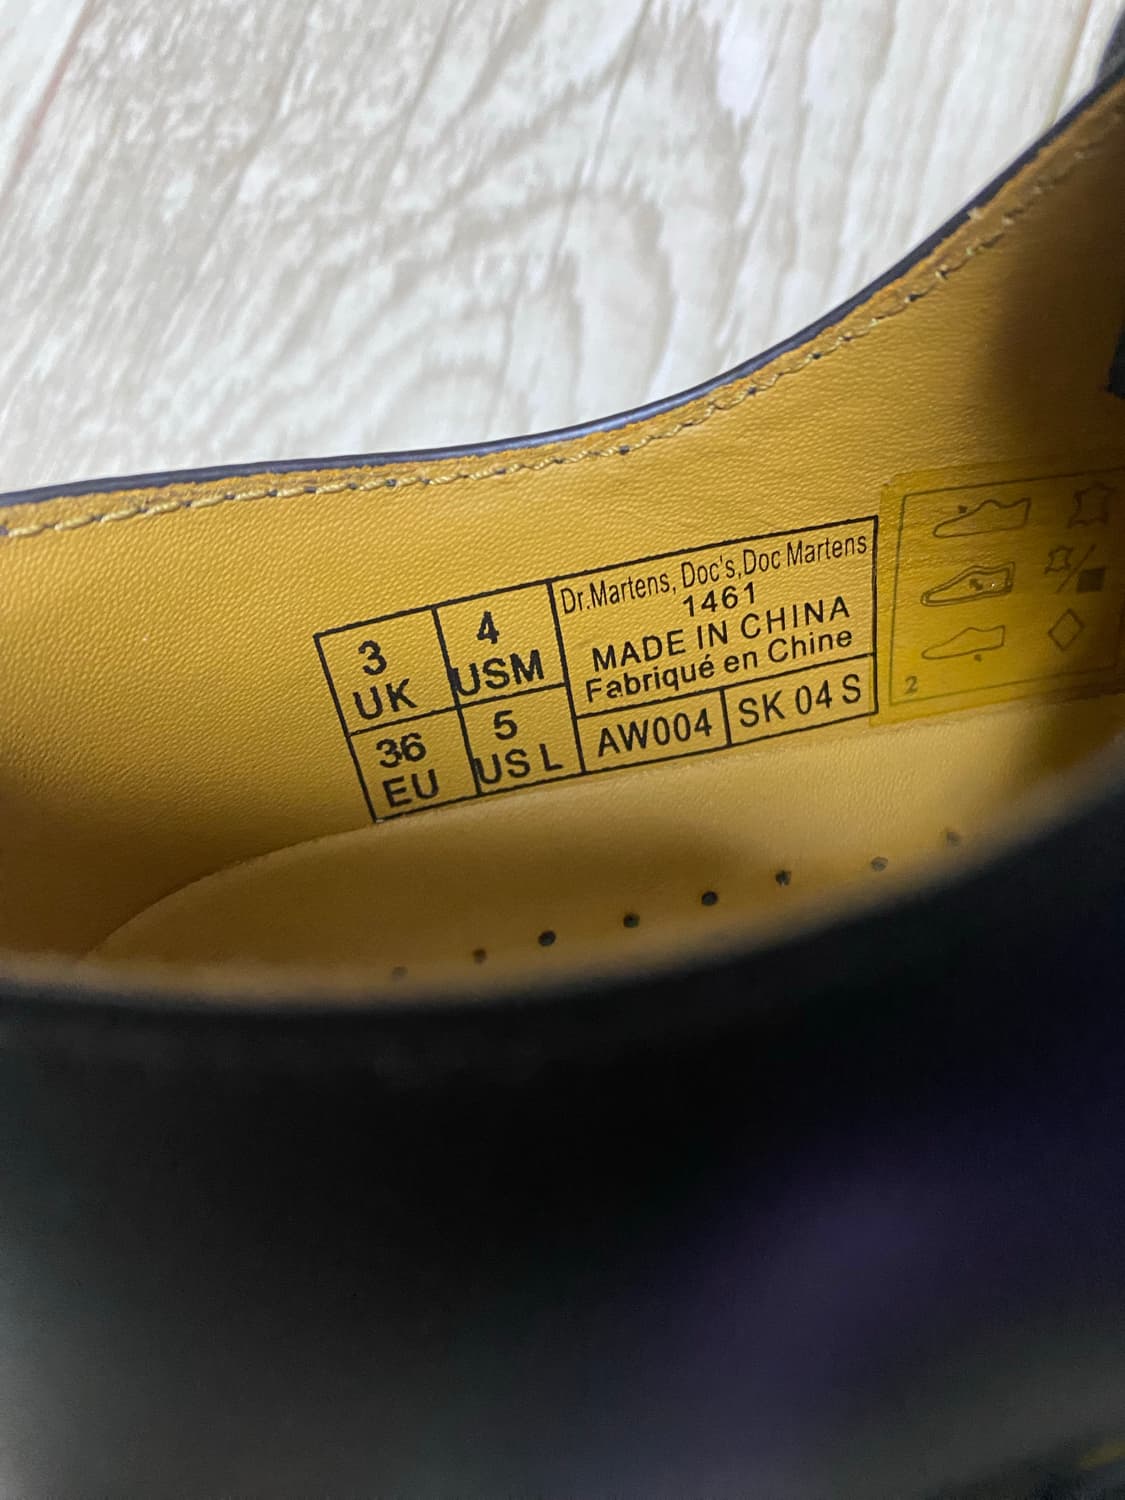 3
UK
4
USM
36
EU
5
US L
Dr.Martens, Doc's,Doc Martens
1461
MADE IN CHINA
Fabriqué en Chine
AW004
SK 04 S
2